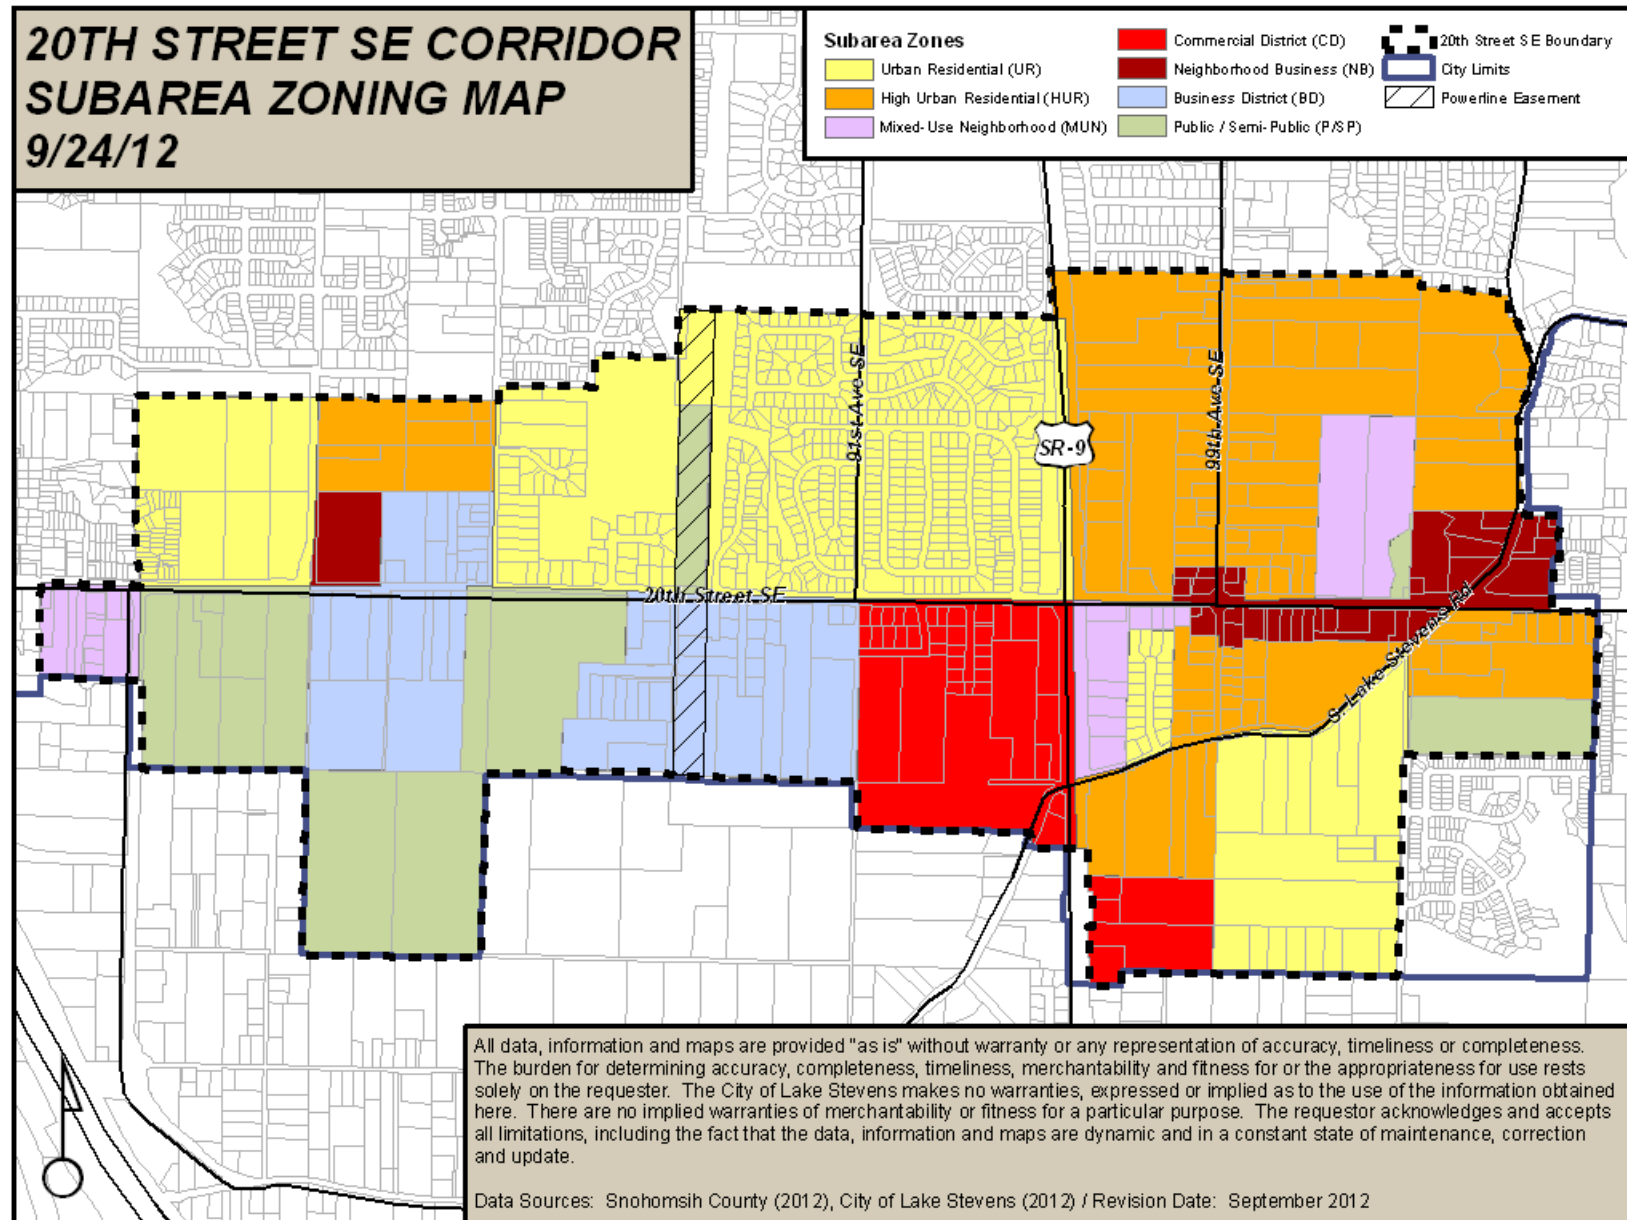 20TH STREET SE CORRIDOR
SUBAREA ZONING MAP
9/24/12
Subarea Zones
Urban Residential (UR)
High Urban Residential (HUR)
Mixed-Use Neighborhood (MUN)
Commercial District (CD)
Neighborhood Business (NB)
Business District (BD)
Public / Semi-Public (P/SP)
20th Street SE Boundary
City Limits
Powerline Easement
91st Ave SE
SR-9
99th Ave SE
20th Street SE
S. Lake Stevens Rd
All data, information and maps are provided "as is" without warranty or any representation of accuracy, timeliness or completeness.
The burden for determining accuracy, completeness, timeliness, merchantability and fitness for or the appropriateness for use rests
solely on the requester. The City of Lake Stevens makes no warranties, expressed or implied as to the use of the information obtained
here. There are no implied warranties of merchantability or fitness for a particular purpose. The requestor acknowledges and accepts
all limitations, including the fact that the data, information and maps are dynamic and in a constant state of maintenance, correction
and update.
Data Sources: Snohomsih County (2012), City of Lake Stevens (2012) / Revision Date: September 2012